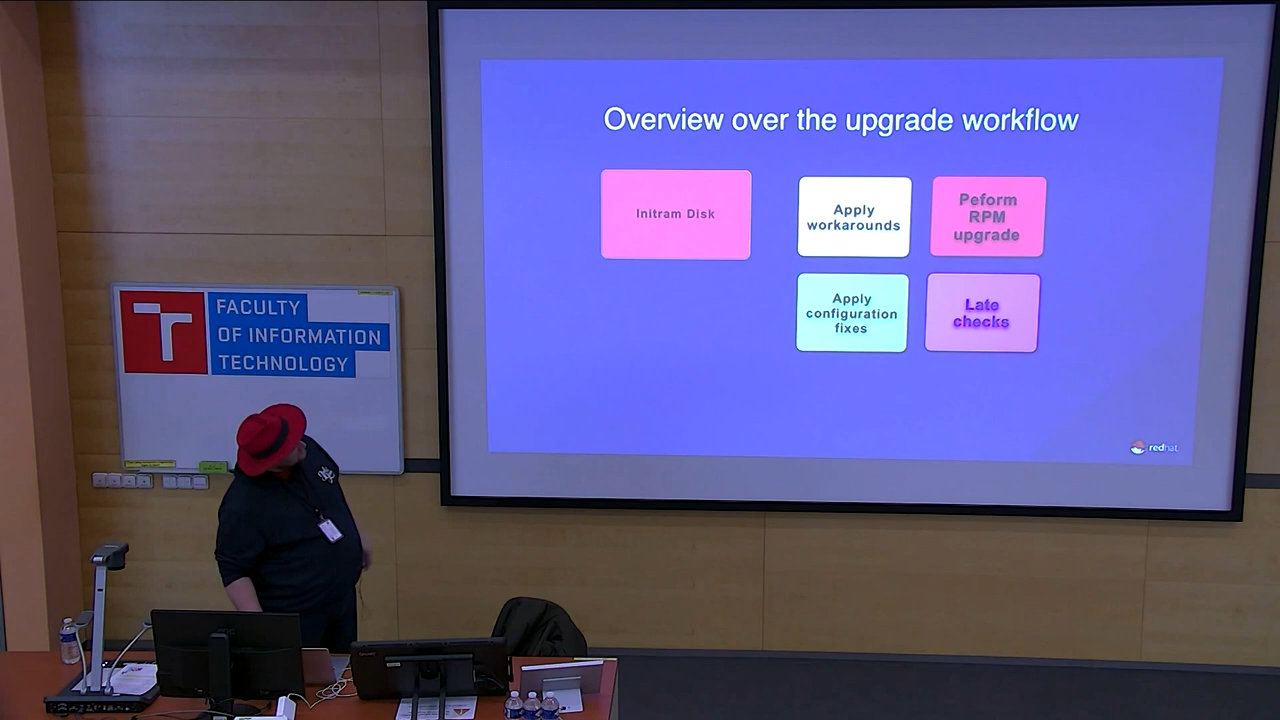 Overview over the upgrade workflow
Initram Disk
Apply
workarounds
Peform
RPM
upgrade
Apply
configuration
fixes
Late
checks
redhat
FACULTY
OF INFORMATION
TECHNOLOGY